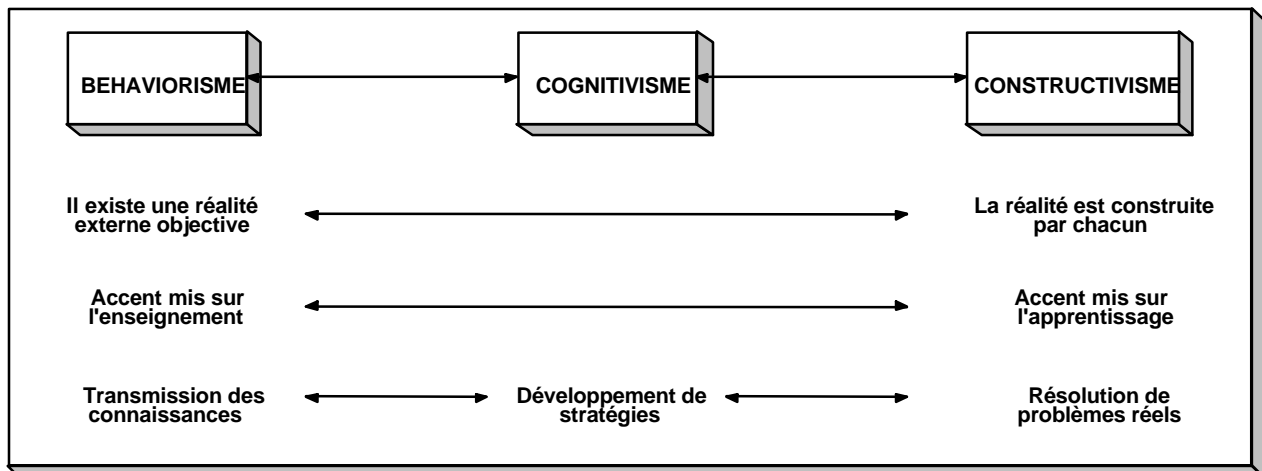 BEHAVIORISME COGNITIVISME CONSTRUCTIVISME
Il existe une réalité
externe objective
La réalité est construite
par chacun
Accent mis sur
l'enseignement
Accent mis sur
l'apprentissage
Transmission des
connaissances
Développement de
stratégies
Résolution de
problèmes réels